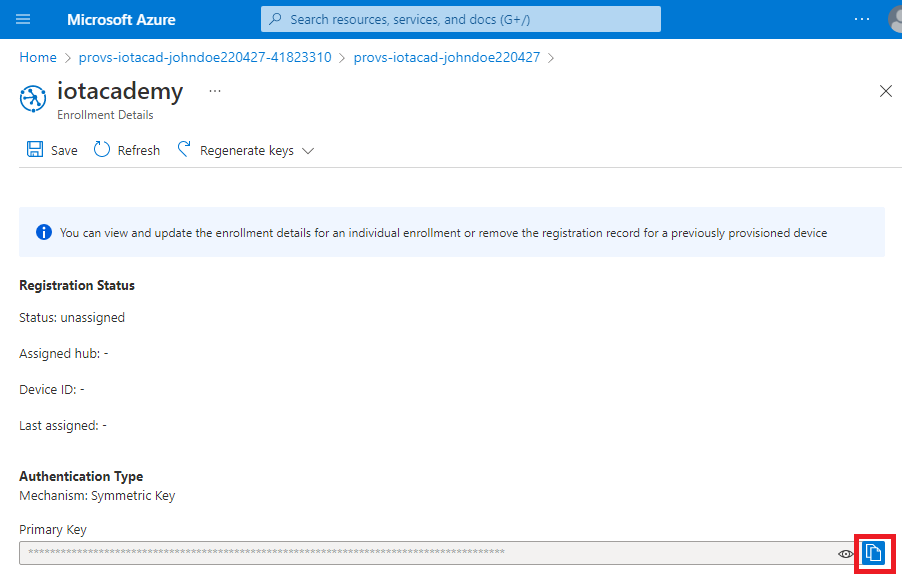 Microsoft Azure
Search resources, services, and docs (G+/)
...
Home > provs-iotacad-johndoe220427-41823310 > provs-iotacad-johndoe220427 >
iotacademy ...
Enrollment Details
Save Refresh Regenerate keys
You can view and update the enrollment details for an individual enrollment or remove the registration record for a previously provisioned device
Registration Status
Status: unassigned
Assigned hub: -
Device ID: -
Last assigned: -
Authentication Type
Mechanism: Symmetric Key
Primary Key
****************************************************************************************